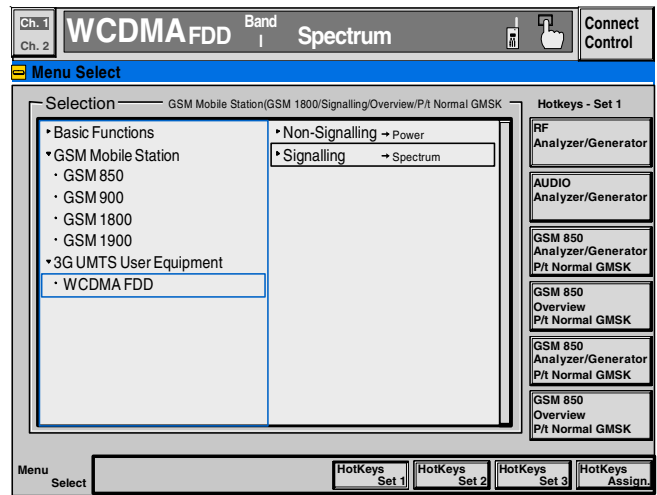 Ch. 1
Ch. 2
WCDMA FDD Band I Spectrum
Connect
Control
Menu Select
Selection GSM Mobile Station(GSM 1800/Signalling/Overview/P/t Normal GMSK
Basic Functions
GSM Mobile Station
· GSM 850
· GSM 900
· GSM 1800
· GSM 1900
3G UMTS User Equipment
· WCDMA FDD
Non-Signalling → Power
Signalling → Spectrum
Hotkeys - Set 1
RF
Analyzer/Generator
AUDIO
Analyzer/Generator
GSM 850
Analyzer/Generator
P/t Normal GMSK
GSM 850
Overview
P/t Normal GMSK
GSM 850
Analyzer/Generator
P/t Normal GMSK
GSM 850
Overview
P/t Normal GMSK
Menu
Select
HotKeys
Set 1
HotKeys
Set 2
HotKeys
Set 3
HotKeys
Assign.